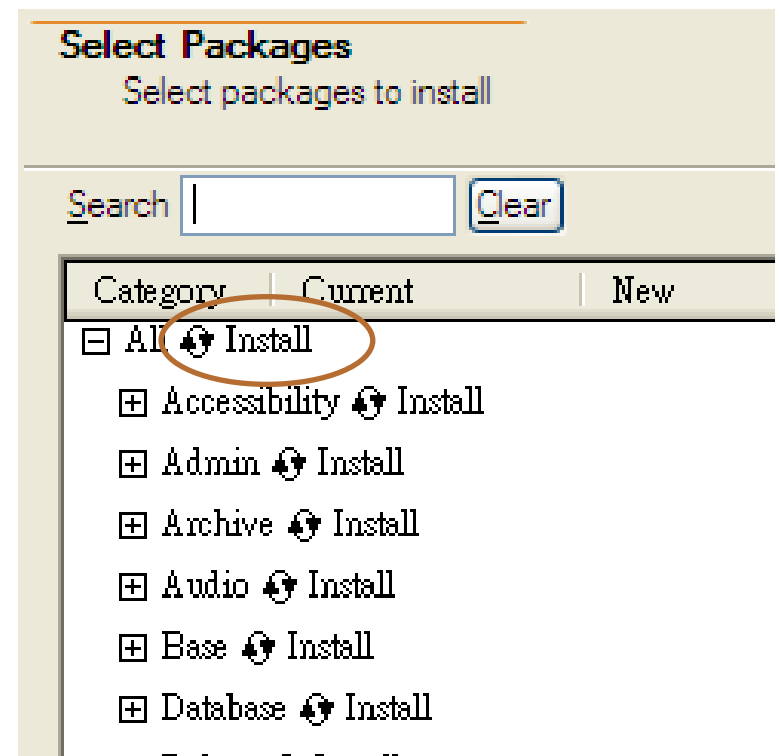 Select Packages
Select packages to install
Search Clear
Category Current New
All Install
Accessibility Install
Admin Install
Archive Install
Audio Install
Base Install
Database Install